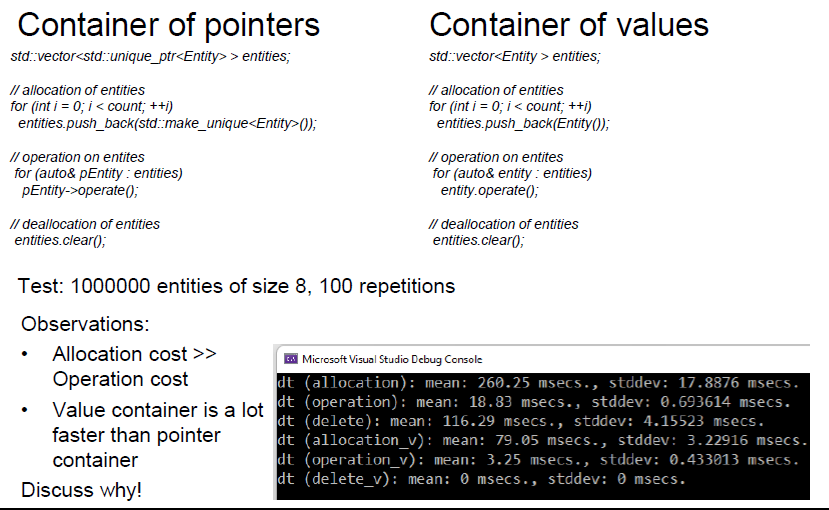 Container of pointers
std::vector<std::unique_ptr<Entity> > entities;
// allocation of entities
for (int i = 0; i < count; ++i)
entities.push_back(std::make_unique<Entity>());
// operation on entites
for (auto& pEntity : entities)
pEntity->operate();
// deallocation of entities
entities.clear();
Container of values
std::vector<Entity > entities;
// allocation of entities
for (int i = 0; i < count; ++i)
entities.push_back(Entity());
// operation on entites
for (auto& entity : entities)
entity.operate();
// deallocation of entities
entities.clear();
Test: 1000000 entities of size 8, 100 repetitions
Observations:
• Allocation cost >>
Operation cost
• Value container is a lot
faster than pointer
container
Discuss why!
Microsoft Visual Studio Debug Console
dt (allocation): mean: 260.25 msecs., stddev: 17.8876 msecs.
dt (operation): mean: 18.83 msecs., stddev: 0.693614 msecs.
dt (delete): mean: 116.29 msecs., stddev: 4.15523 msecs.
dt (allocation_v): mean: 79.05 msecs., stddev: 3.22916 msecs.
dt (operation_v): mean: 3.25 msecs., stddev: 0.433013 msecs.
dt (delete_v): mean: 0 msecs., stddev: 0 msecs.